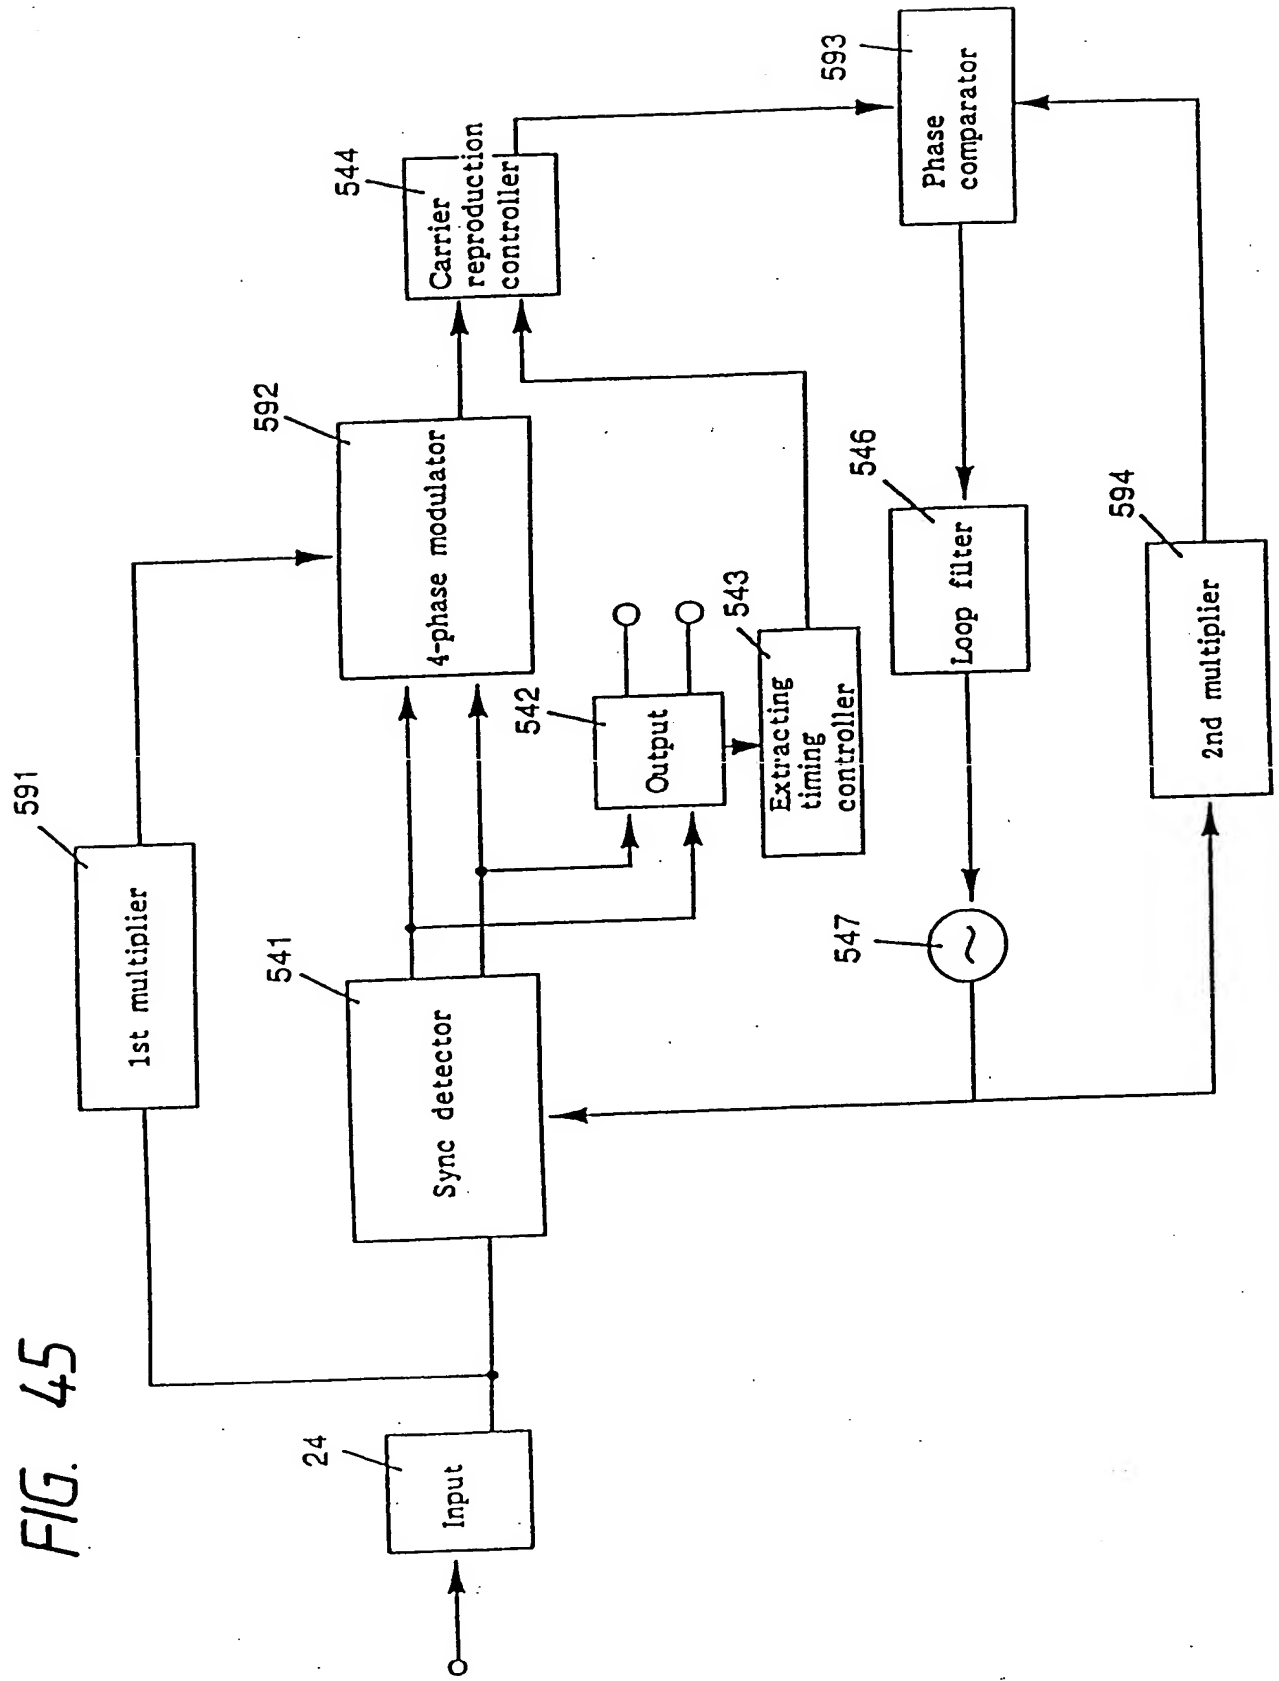 FIG. 45
591
1st multiplier
24
Input
541
Sync detector
592
4-phase modulator
544
Carrier
reproduction
controller
542
Output
543
Extracting
timing
controller
593
Phase
comparator
546
Loop filter
547
~
594
2nd multiplier